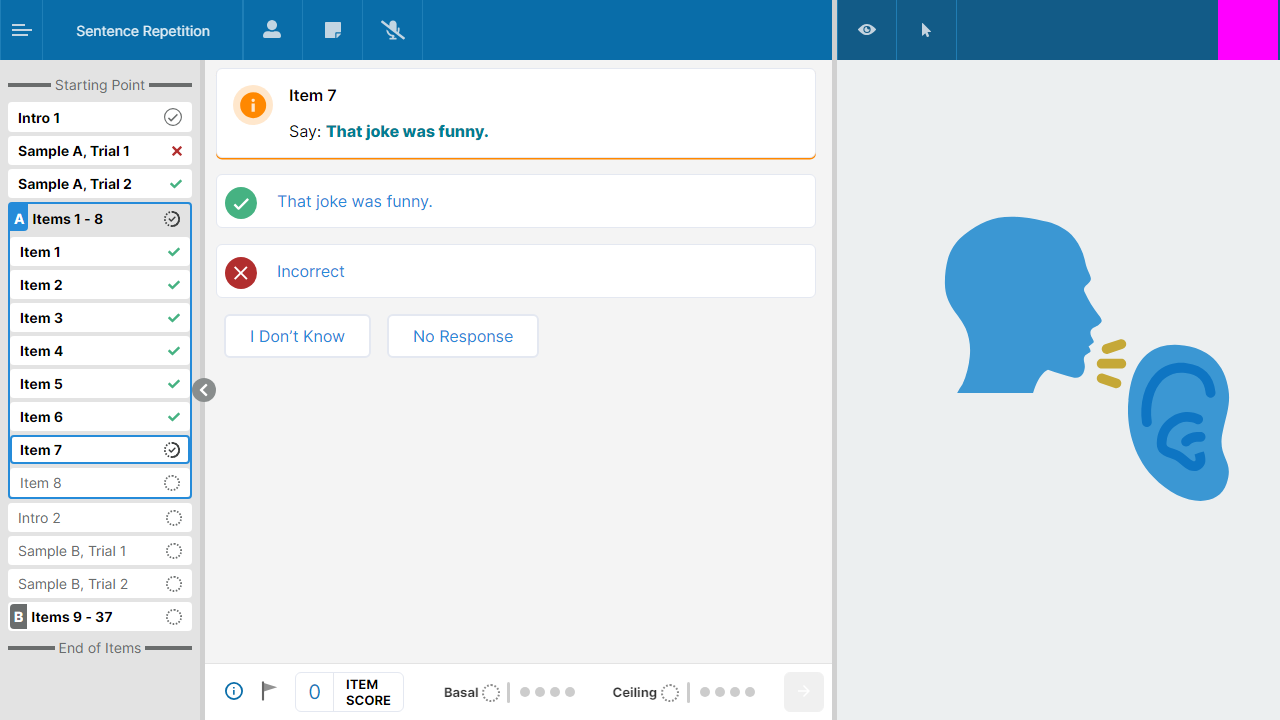 Sentence Repetition
Starting Point
Intro 1
Sample A, Trial 1
Sample A, Trial 2
A Items 1 - 8
Item 1
Item 2
Item 3
Item 4
Item 5
Item 6
Item 7
Item 8
Intro 2
Sample B, Trial 1
Sample B, Trial 2
B Items 9 - 37
End of Items
Item 7
Say: That joke was funny.
That joke was funny.
Incorrect
I Don’t Know
No Response
0 ITEM
SCORE
Basal
Ceiling